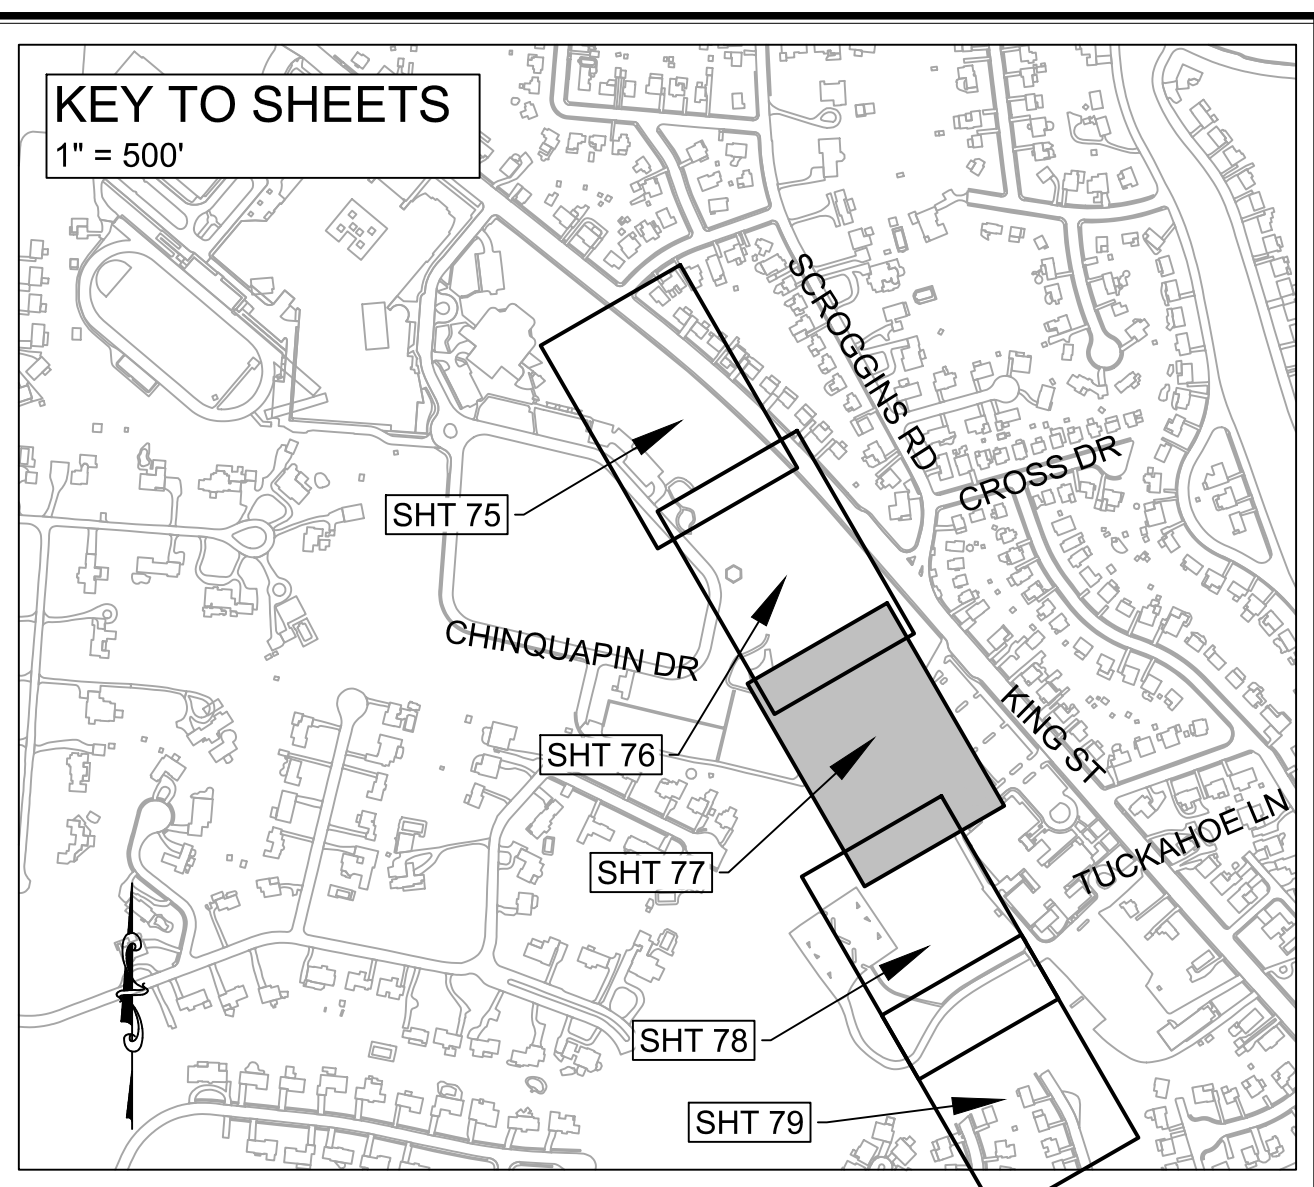 KEY TO SHEETS
1" = 500'
SCROGGINS RD
CROSS DR
SHT 75
CHINQUAPIN DR
KING ST
SHT 76
TUCKAHOE LN
SHT 77
SHT 78
SHT 79